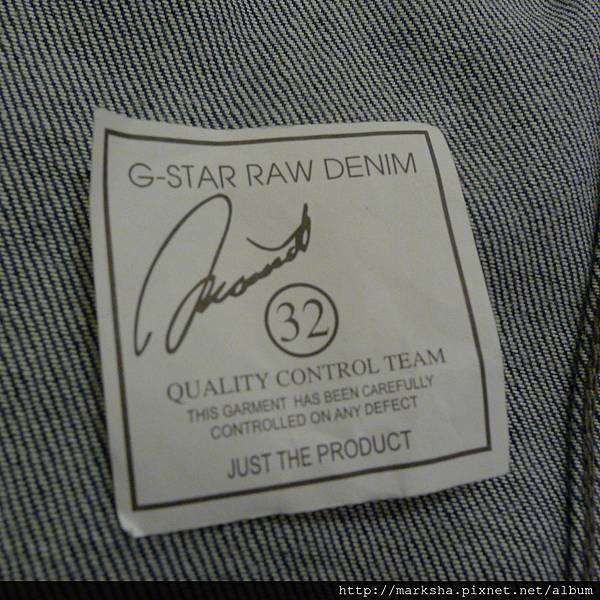 G-STAR RAW DENIM
32
QUALITY CONTROL TEAM
THIS GARMENT HAS BEEN CAREFULLY
CONTROLLED ON ANY DEFECT
JUST THE PRODUCT
http://marksha.pixnet.net/album